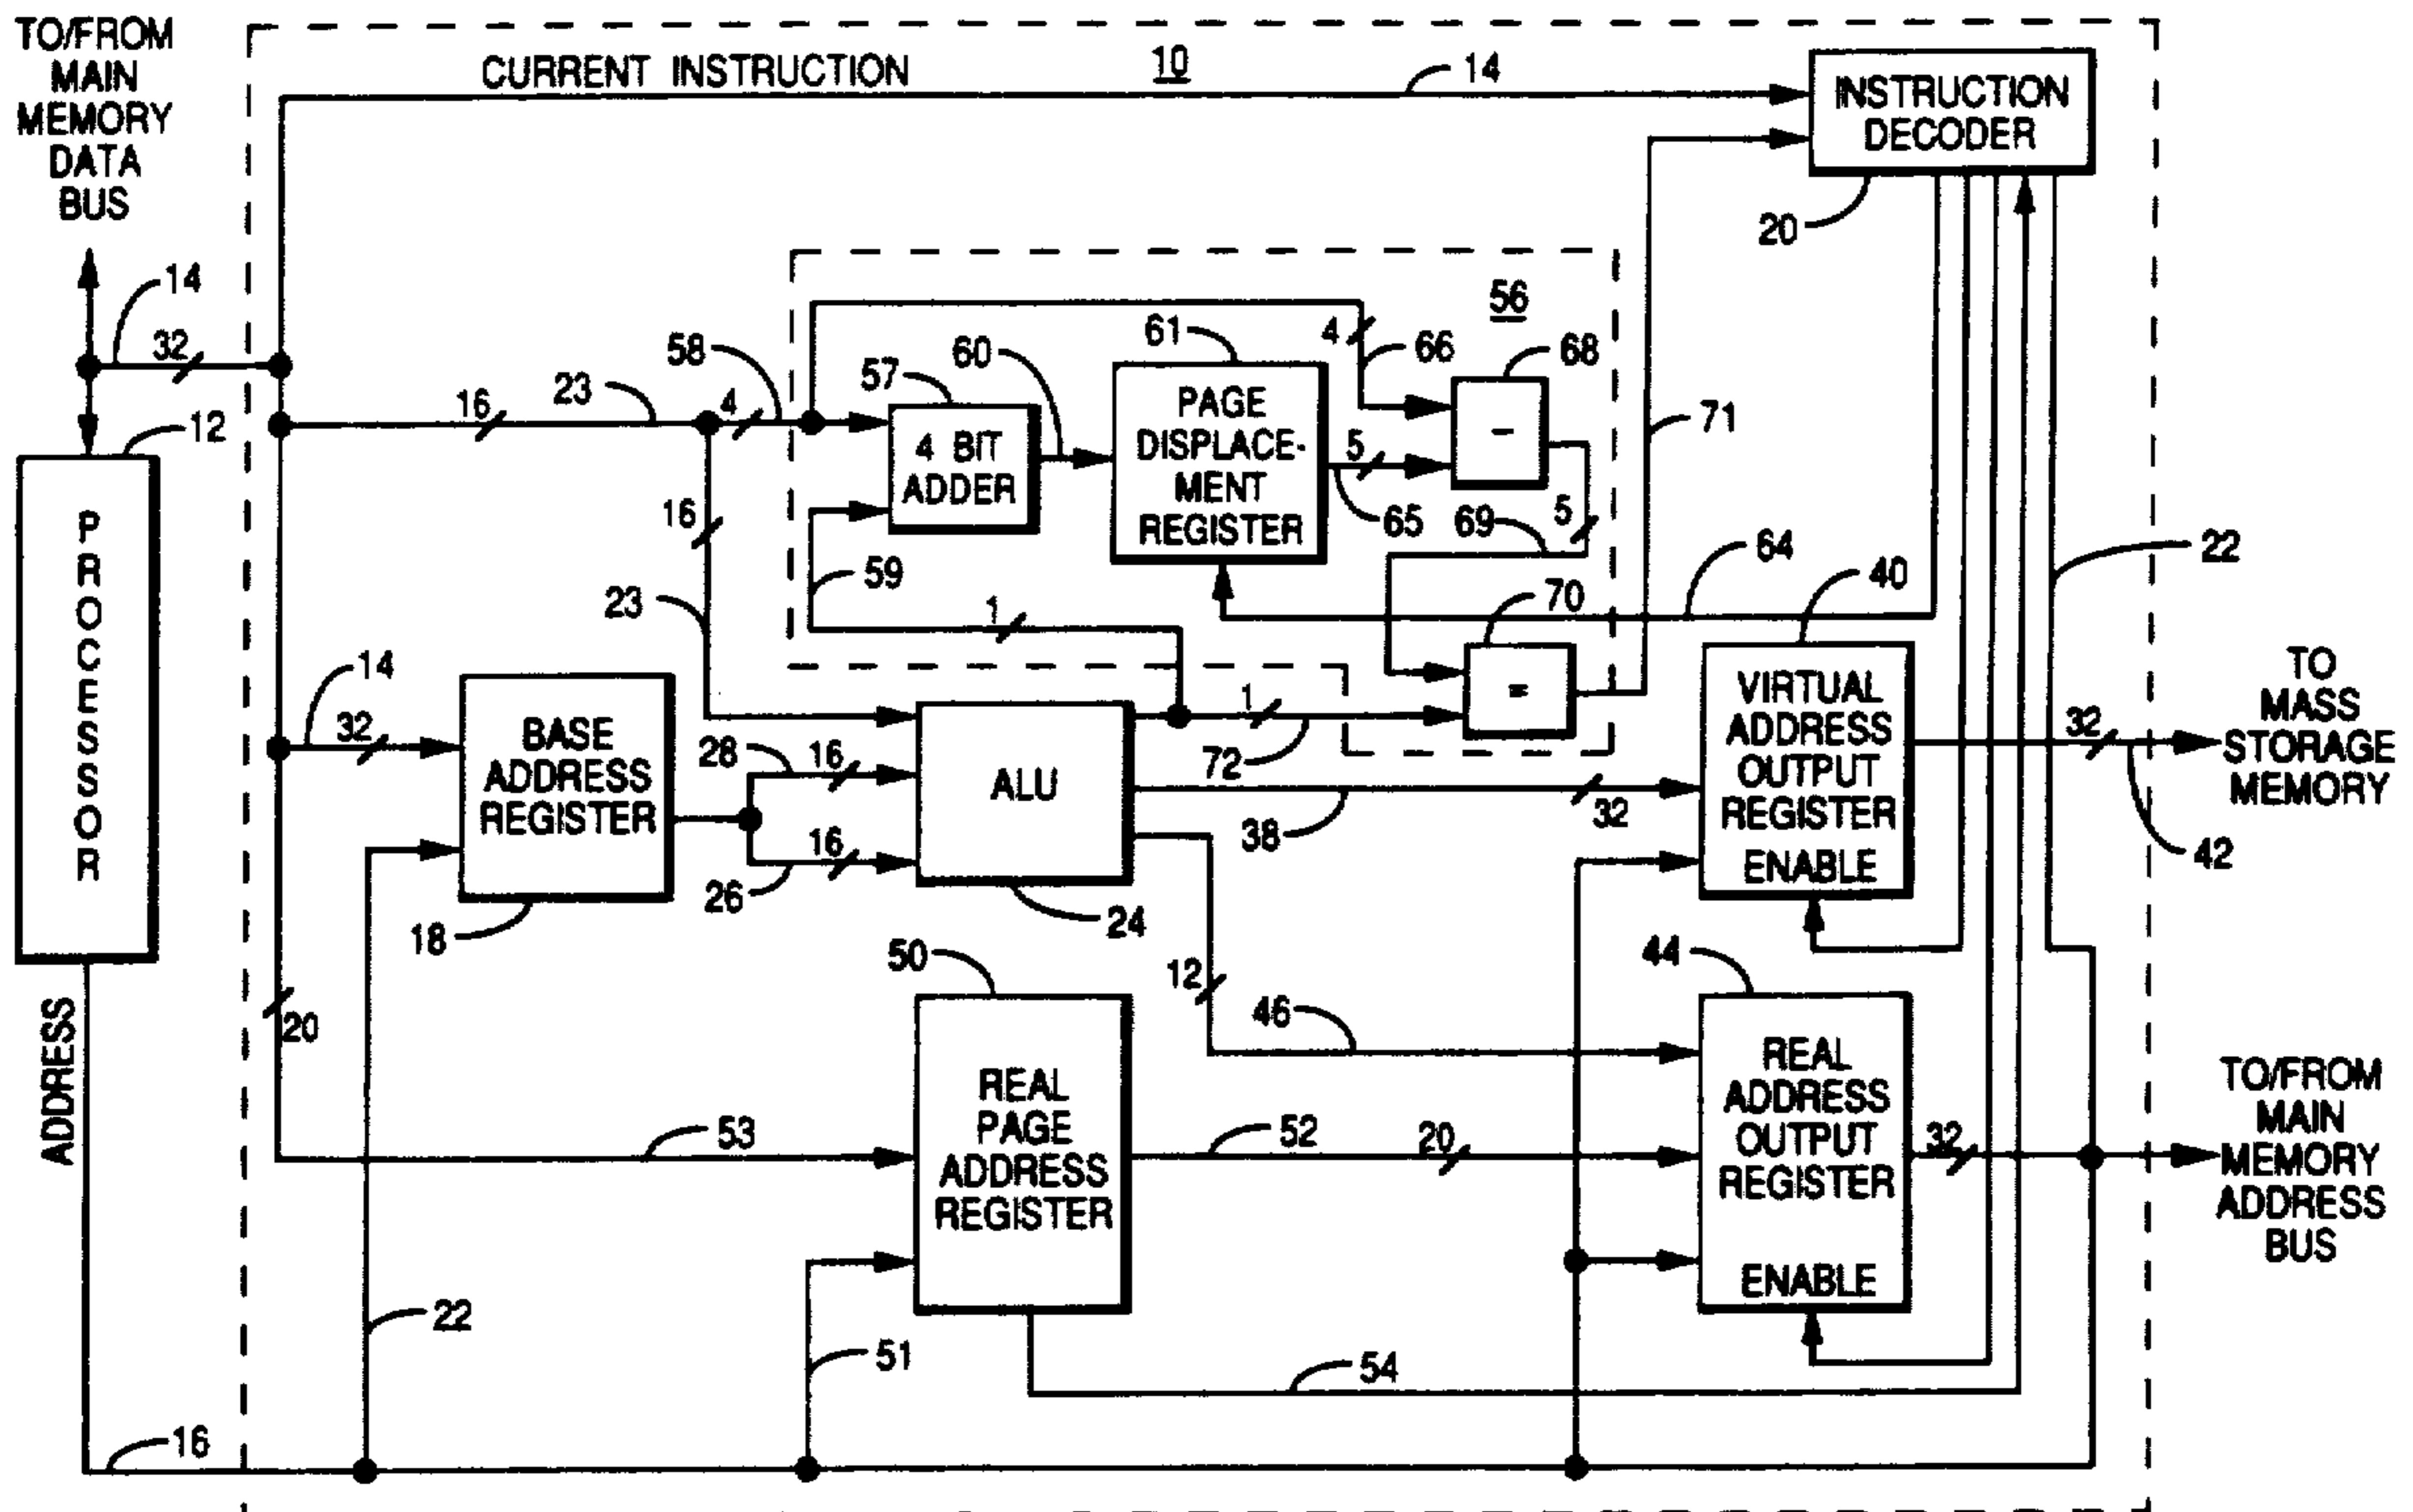 TO/FROM
MAIN
MEMORY
DATA
BUS
CURRENT INSTRUCTION
10
14
INSTRUCTION
DECODER
20
14
32
12
PROCESSOR
16
23
58
4
57
4 BIT
ADDER
60
61
PAGE
DISPLACE-
MENT
REGISTER
4
66
56
68
-
5
65
69
5
71
16
23
59
1
64
22
70
=
40
14
32
BASE
ADDRESS
REGISTER
18
28
16
16
26
ALU
24
1
72
38
32
VIRTUAL
ADDRESS
OUTPUT
REGISTER
ENABLE
32
42
TO
MASS
STORAGE
MEMORY
ADDRESS
20
50
12
46
44
REAL
PAGE
ADDRESS
REGISTER
53
52
20
REAL
ADDRESS
OUTPUT
REGISTER
ENABLE
32
TO/FROM
MAIN
MEMORY
ADDRESS
BUS
22
51
54
16